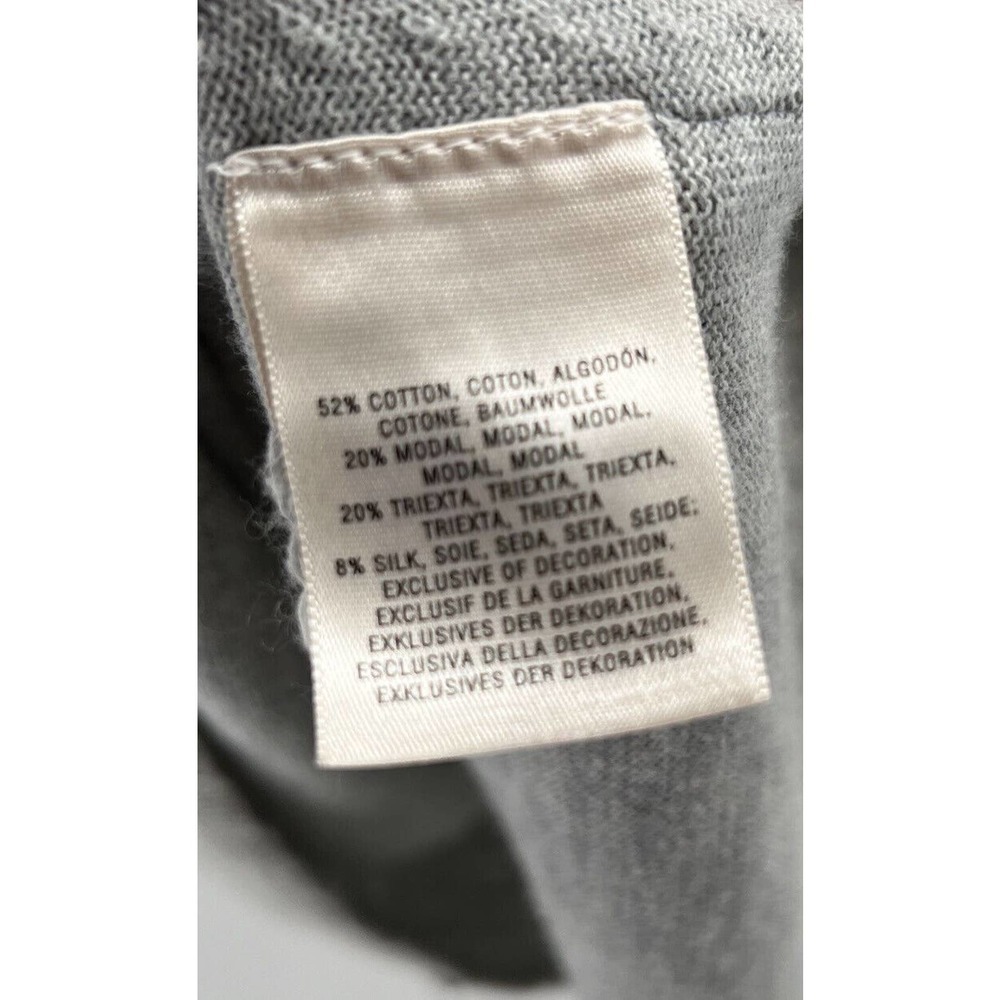 52% COTTON, COTON, ALGODÓN,
COTONE, BAUMWOLLE
20% MODAL, MODAL, MODAL,
MODAL, MODAL
20% TRIEXTA, TRIEXTA, TRIEXTA,
TRIEXTA, TRIEXTA
8% SILK, SOIE, SEDA, SETA, SEIDE;
EXCLUSIVE OF DECORATION,
EXCLUSIF DE LA GARNITURE,
EXKLUSIVES DER DEKORATION,
ESCLUSIVA DELLA DECORAZIONE,
EXKLUSIVES DER DEKORATION